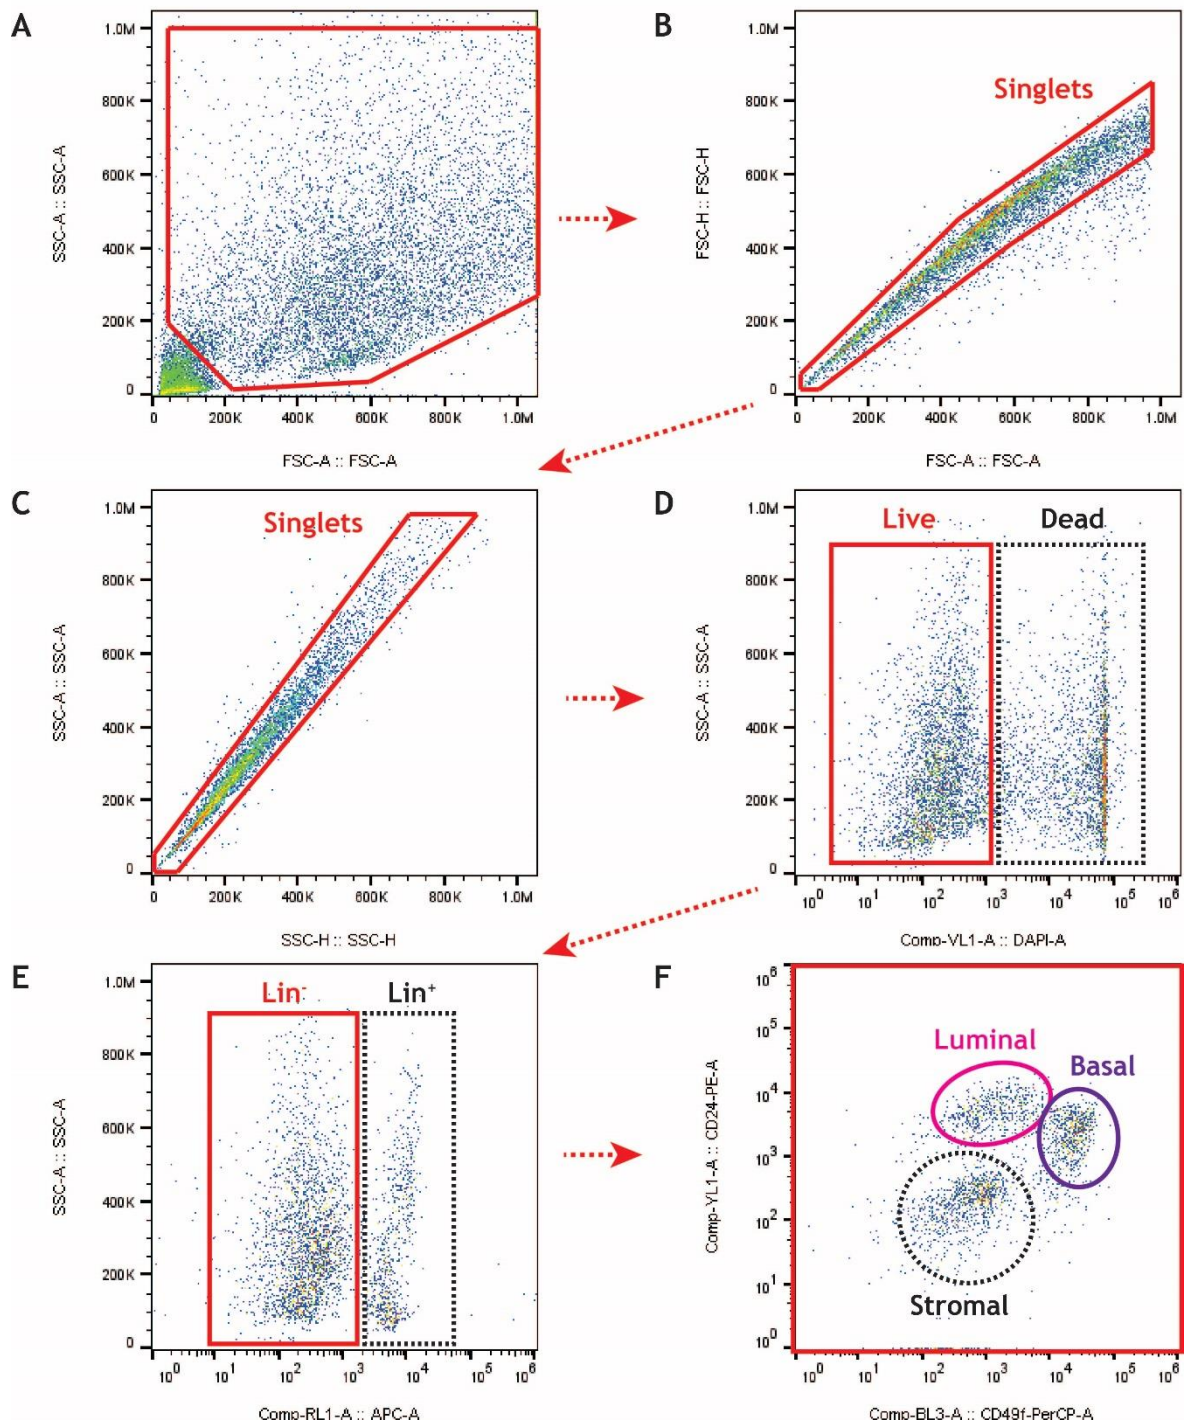 A
1.0M
800K
600K
400K
200K
0
SSC-A :: SSC-A
0 200K 400K 600K 800K 1.0M
FSC-A :: FSC-A
B
Singlets
1.0M
800K
600K
400K
200K
0
FSC-H :: FSC-H
0 200K 400K 600K 800K 1.0M
FSC-A :: FSC-A
C
Singlets
1.0M
800K
600K
400K
200K
0
SSC-A :: SSC-A
0 200K 400K 600K 800K 1.0M
SSC-H :: SSC-H
D
Live Dead
1.0M
800K
600K
400K
200K
0
SSC-A :: SSC-A
10⁰ 10¹ 10² 10³ 10⁴ 10⁵ 10⁶
Comp-VL1-A :: DAPI-A
E
Lin⁻ Lin⁺
1.0M
800K
600K
400K
200K
0
SSC-A :: SSC-A
10⁰ 10¹ 10² 10³ 10⁴ 10⁵ 10⁶
Comp-RL1-A :: APC-A
F
10⁶
10⁵
10⁴
10³
10²
10¹
10⁰
Luminal
Basal
Stromal
Comp-YL1-A :: CD24-PE-A
10⁰ 10¹ 10² 10³ 10⁴ 10⁵ 10⁶
Comp-BL3-A :: CD49f-PerCP-A